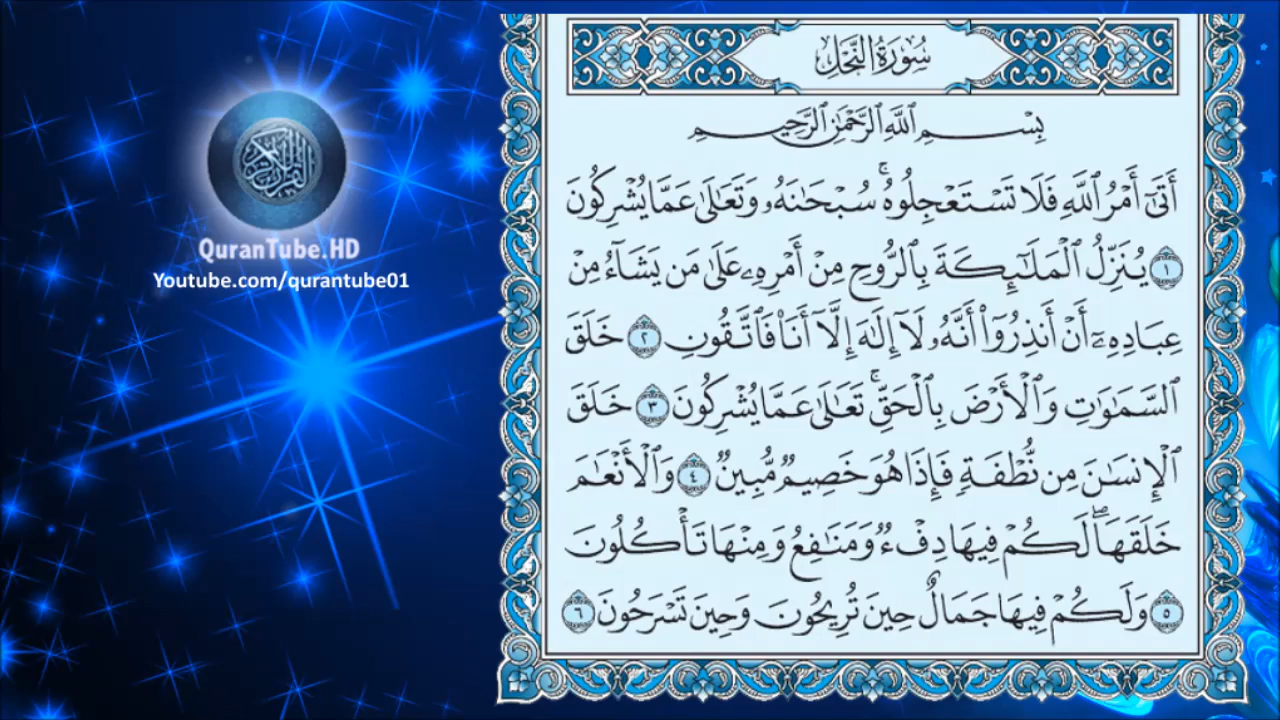 القرآن الكريم
QuranTube.HD
Youtube.com/qurantube01
سُورَةُ النَّحۡلِ
بِسۡمِ ٱللَّهِ ٱلرَّحۡمَٰنِ ٱلرَّحِيمِ
أَتَىٰٓ أَمۡرُ ٱللَّهِ فَلَا تَسۡتَعۡجِلُوهُۚ سُبۡحَٰنَهُۥ وَتَعَٰلَىٰ عَمَّا يُشۡرِكُونَ
١ يُنَزِّلُ ٱلۡمَلَٰٓئِكَةَ بِٱلرُّوحِ مِنۡ أَمۡرِهِۦ عَلَىٰ مَن يَشَآءُ مِنۡ
عِبَادِهِۦٓ أَنۡ أَنذِرُوٓاْ أَنَّهُۥ لَآ إِلَٰهَ إِلَّآ أَنَا۠ فَٱتَّقُونِ ٢ خَلَقَ
ٱلسَّمَٰوَٰتِ وَٱلۡأَرۡضَ بِٱلۡحَقِّۚ تَعَٰلَىٰ عَمَّا يُشۡرِكُونَ ٣ خَلَقَ
ٱلۡإِنسَٰنَ مِن نُّطۡفَةٖ فَإِذَا هُوَ خَصِيمٞ مُّبِينٞ ٤ وَٱلۡأَنۡعَٰمَ
خَلَقَهَاۖ لَكُمۡ فِيهَا دِفۡءٞ وَمَنَٰفِعُ وَمِنۡهَا تَأۡكُلُونَ
٥ وَلَكُمۡ فِيهَا جَمَالٌ حِينَ تُرِيحُونَ وَحِينَ تَسۡرَحُونَ ٦